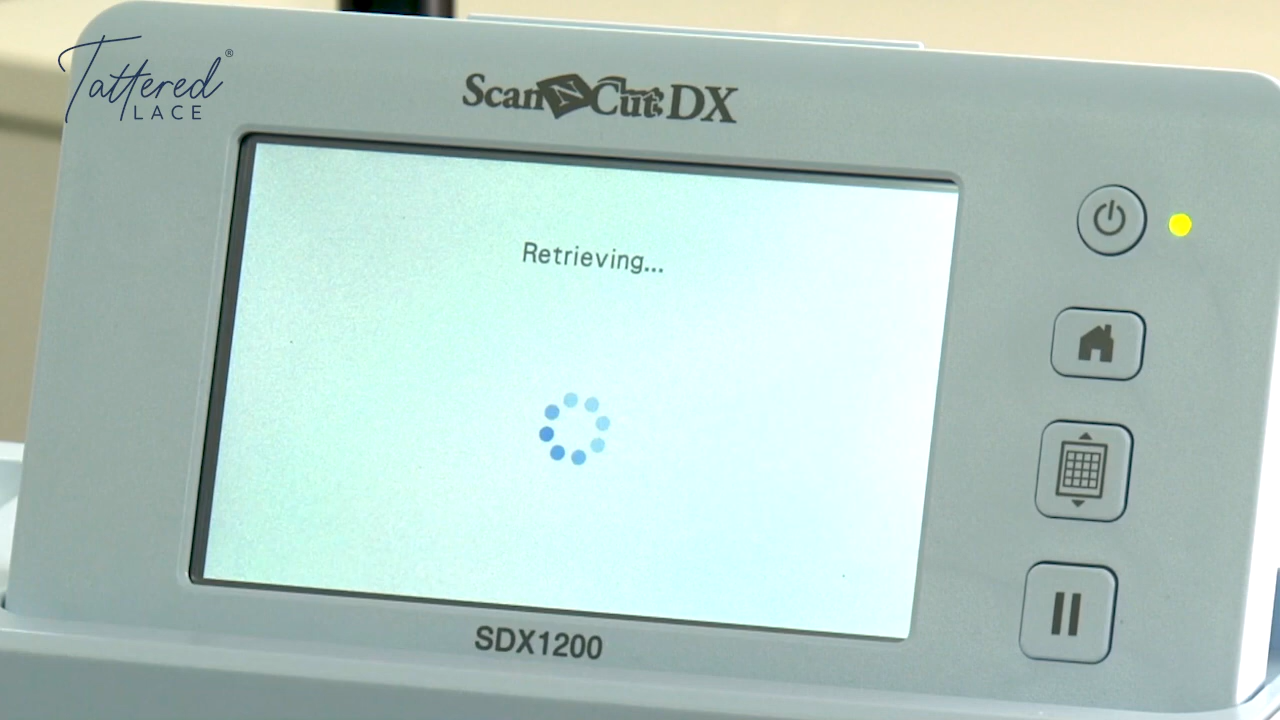 Tattered®
LACE
ScanNCut DX
Retrieving...
SDX1200